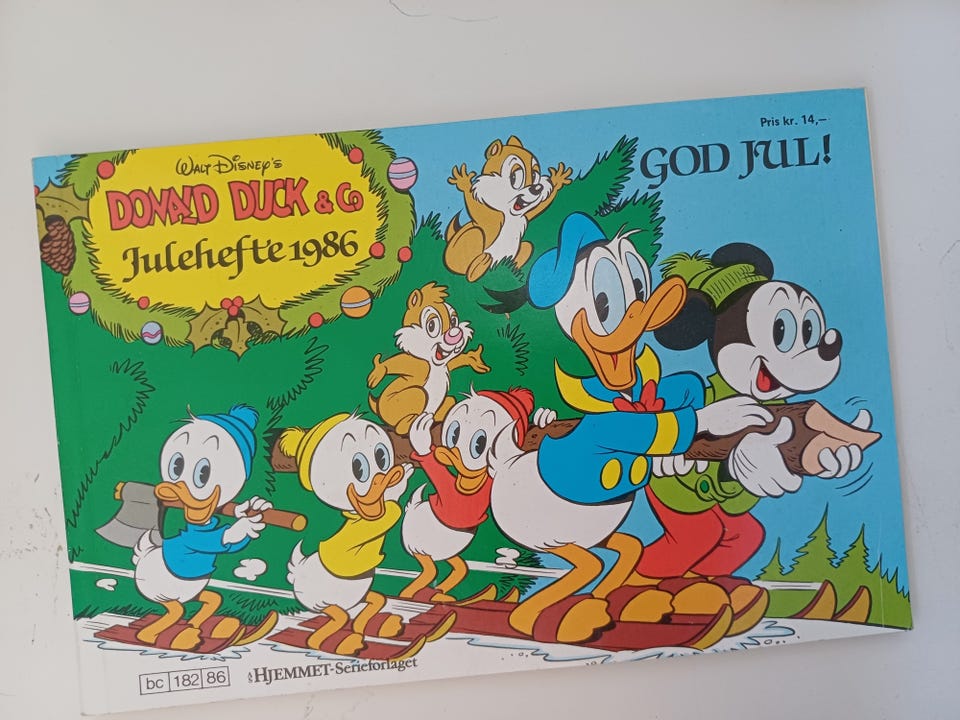 Pris kr. 14,–
WALT DISNEY'S
DONALD DUCK & Co
Julehefte 1986
GOD JUL!
bc 182 86
A/S HJEMMET-Serieforlaget